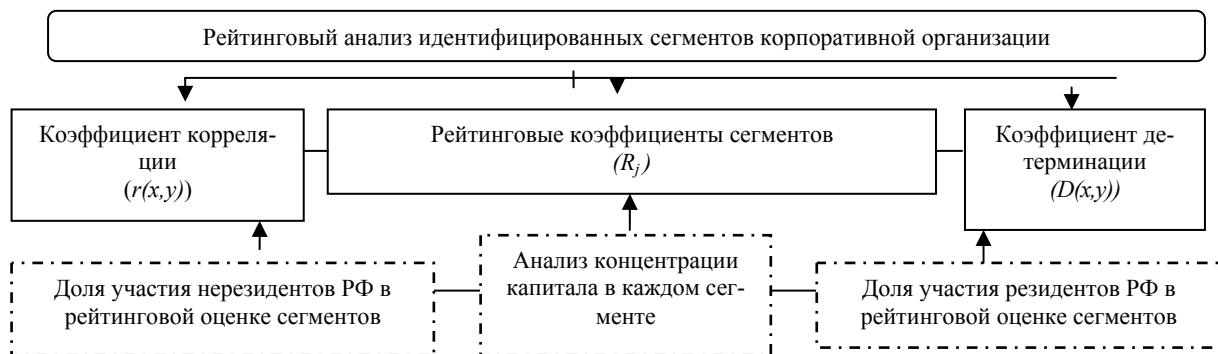 Рейтинговый анализ идентифицированных сегментов корпоративной организации
Коэффициент корреля-
ции
(r(x,y))
Рейтинговые коэффициенты сегментов
(Rj )
Коэффициент де-
терминации
(D(x,y))
Доля участия нерезидентов РФ в
рейтинговой оценке сегментов
Анализ концентрации
капитала в каждом сег-
менте
Доля участия резидентов РФ в
рейтинговой оценке сегментов